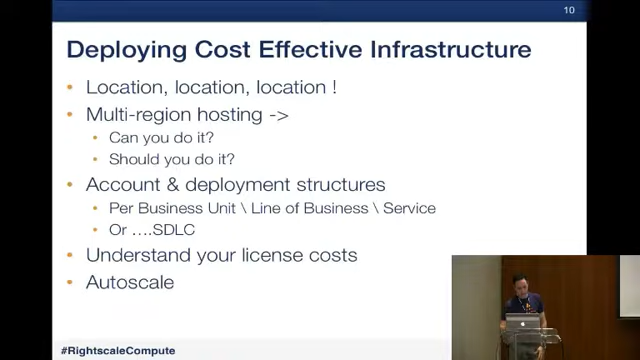 10
Deploying Cost Effective Infrastructure
• Location, location, location !
• Multi-region hosting ->
• Can you do it?
• Should you do it?
• Account & deployment structures
• Per Business Unit \ Line of Business \ Service
• Or ....SDLC
• Understand your license costs
• Autoscale
#RightscaleCompute